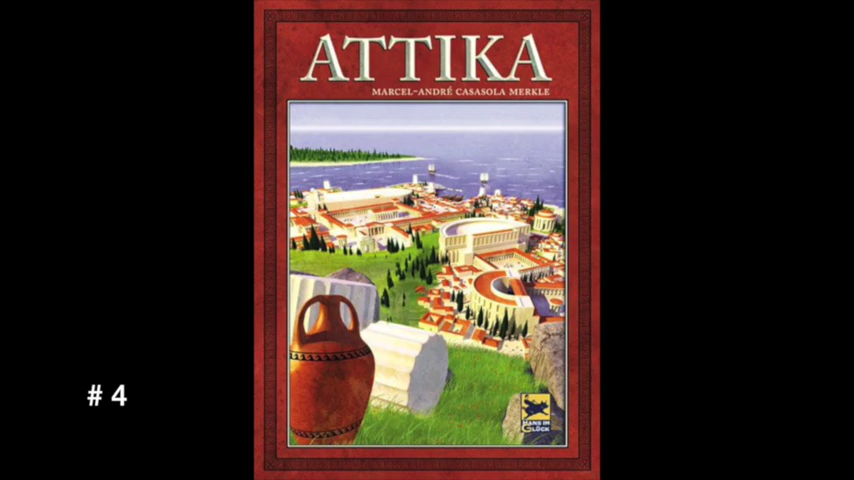 ATTIKA
MARCEL-ANDRÉ CASASOLA MERKLE
# 4
HANS IM
GLÜCK